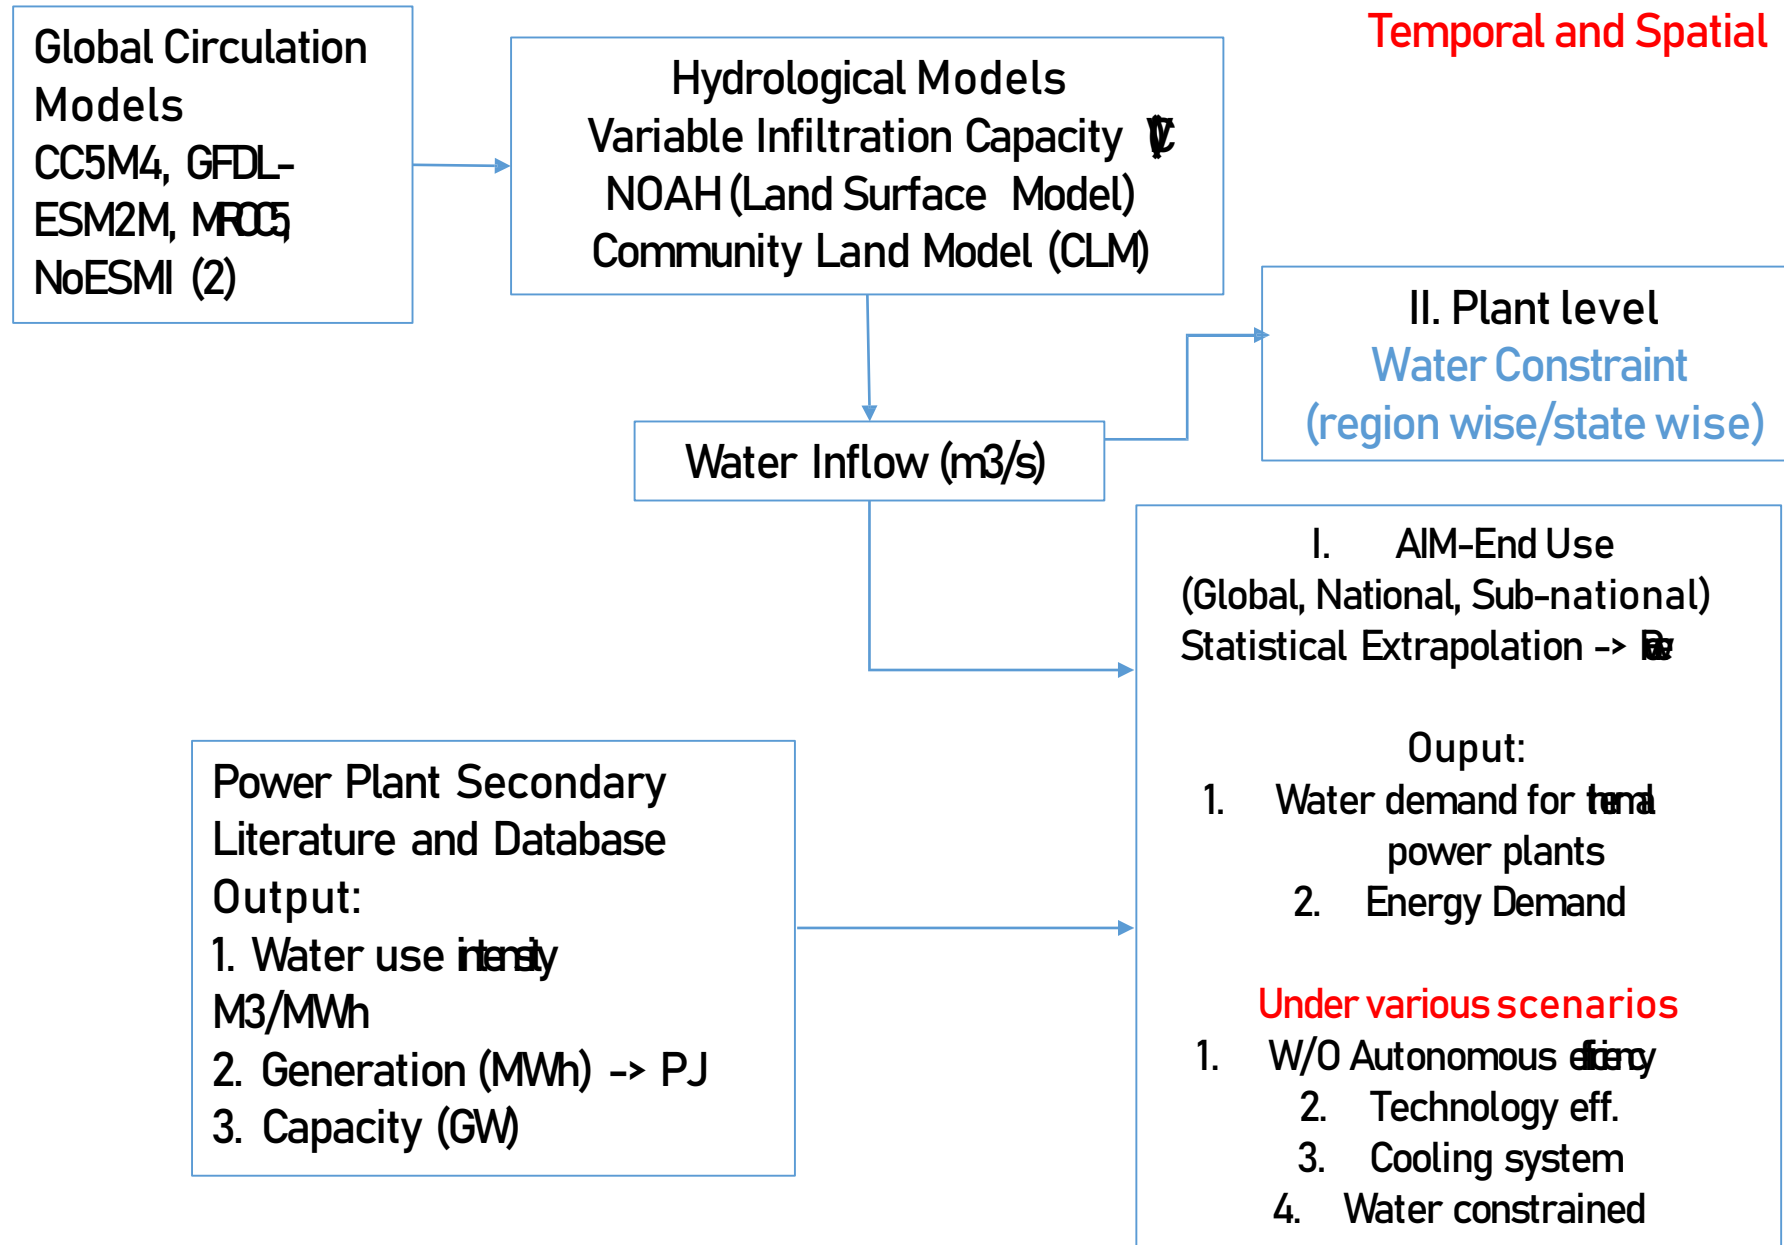 Temporal and Spatial
Global Circulation
Models
CC5M4, GFDL-
ESM2M, MIROC5,
NoESMI (2)
Hydrological Models
Variable Infiltration Capacity
NOAH (Land Surface Model)
Community Land Model (CLM)
II. Plant level
Water Constraint
(region wise/state wise)
Water Inflow (m3/s)
I. AIM-End Use
(Global, National, Sub-national)
Statistical Extrapolation ->
Ouput:
1. Water demand for thermal
power plants
2. Energy Demand
Under various scenarios
1. W/O Autonomous efficiency
2. Technology eff.
3. Cooling system
4. Water constrained
Power Plant Secondary
Literature and Database
Output:
1. Water use intensity
M3/MWh
2. Generation (MWh) -> PJ
3. Capacity (GW)